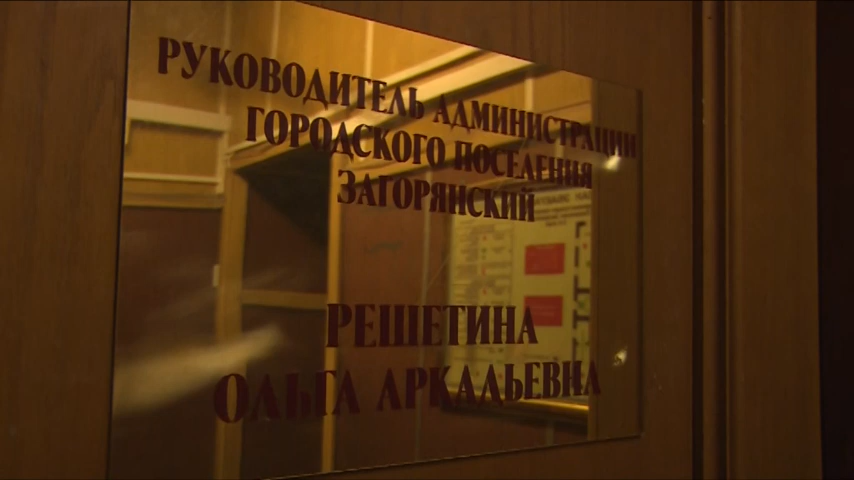 РУКОВОДИТЕЛЬ АДМИНИСТРАЦИИ
ГОРОДСКОГО ПОСЕЛЕНИЯ
ЗАГОРЯНСКИЙ
РЕШЕТИНА
ОЛЬГА АРКАДЬЕВНА